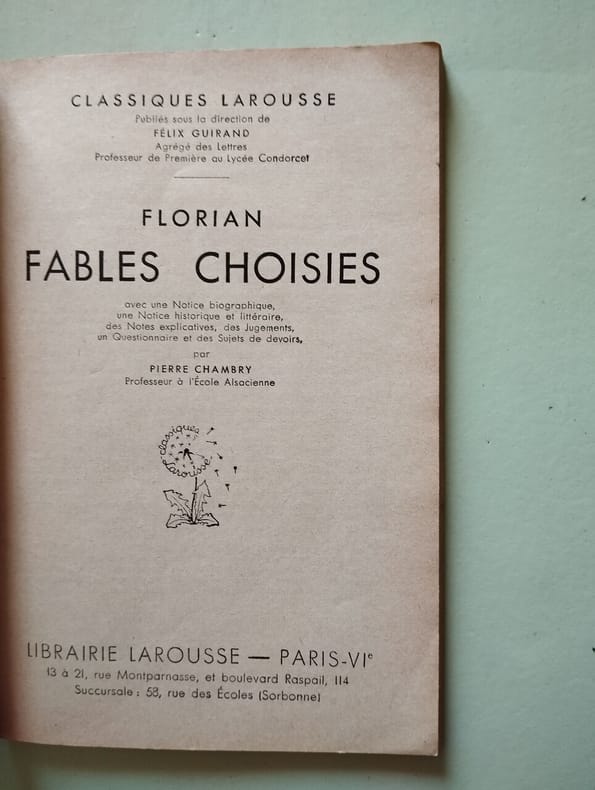 CLASSIQUES LAROUSSE
Publiés sous la direction de
FÉLIX GUIRAND
Agrégé des Lettres
Professeur de Première au Lycée Condorcet
FLORIAN
FABLES CHOISIES
avec une Notice biographique,
une Notice historique et littéraire,
des Notes explicatives, des Jugements,
un Questionnaire et des Sujets de devoirs,
par
PIERRE CHAMBRY
Professeur à l'École Alsacienne
classiques
Larousse
LIBRAIRIE LAROUSSE — PARIS-VIe
13 à 21, rue Montparnasse, et boulevard Raspail, 114
Succursale : 58, rue des Écoles (Sorbonne)